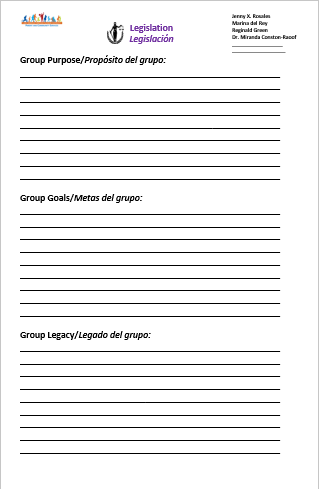 Legislation
Legislación
Jenny X. Rosales
Marina del Rey
Reginald Green
Dr. Miranda Conston-Raoof
Group Purpose/Propósito del grupo:
Group Goals/Metas del grupo:
Group Legacy/Legado del grupo: